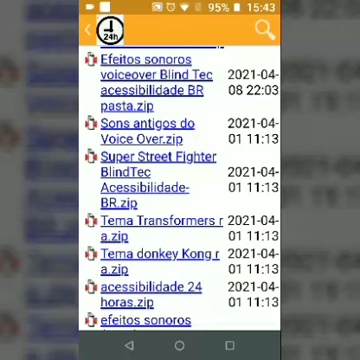 95% 15:43
24h
Efeitos sonoros
voiceover Blind Tec 2021-04-
acessibilidade BR 08 22:03
pasta.zip
Sons antigos do 2021-04-
Voice Over.zip 01 11:13
Super Street Fighter
BlindTec 2021-04-
Acessibilidade- 01 11:13
BR.zip
Tema Transformers r 2021-04-
a.zip 01 11:13
Tema donkey Kong r 2021-04-
a.zip 01 11:13
acessibilidade 24 2021-04-
horas.zip 01 11:13
efeitos sonoros